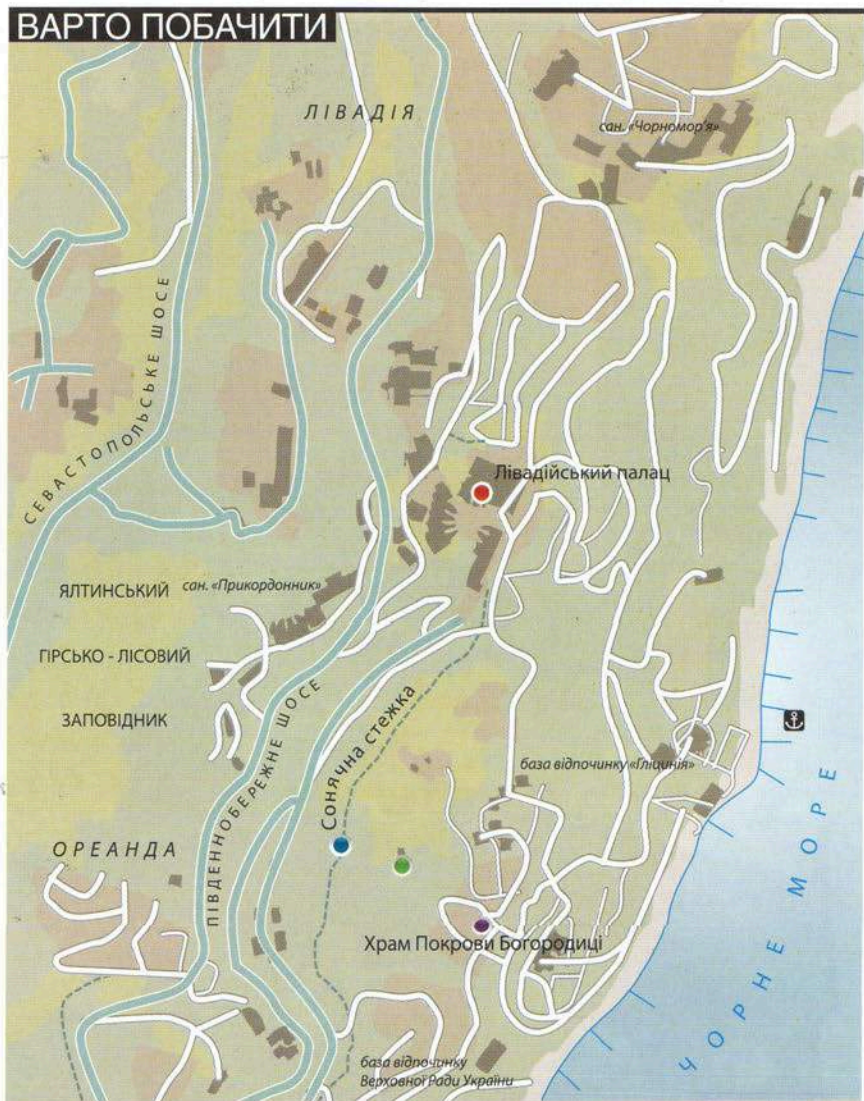 ВАРТО ПОБАЧИТИ
ЛІВАДІЯ
сан. «Чорномор'я»
СЕВАСТОПОЛЬСЬКЕ ШОСЕ
Лівадійський палац
ЯЛТИНСЬКИЙ
ГІРСЬКО - ЛІСОВИЙ
ЗАПОВІДНИК
сан. «Прикордонник»
ПІВДЕННОБЕРЕЖНЕ ШОСЕ
Сонячна стежка
база відпочинку «Гліцинія»
ОРЕАНДА
Храм Покрови Богородиці
ЧОРНЕ МОРЕ
база відпочинку
Верховної Ради України